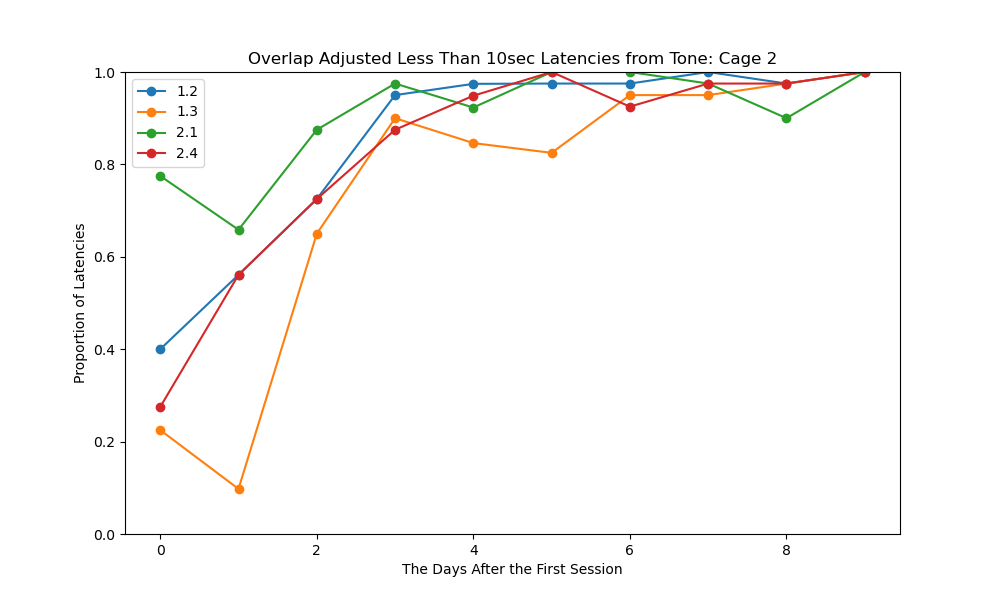 Overlap Adjusted Less Than 10sec Latencies from Tone: Cage 2
1.0
0.8
0.6
0.4
0.2
0.0
Proportion of Latencies
1.2
1.3
2.1
2.4
0 2 4 6 8
The Days After the First Session